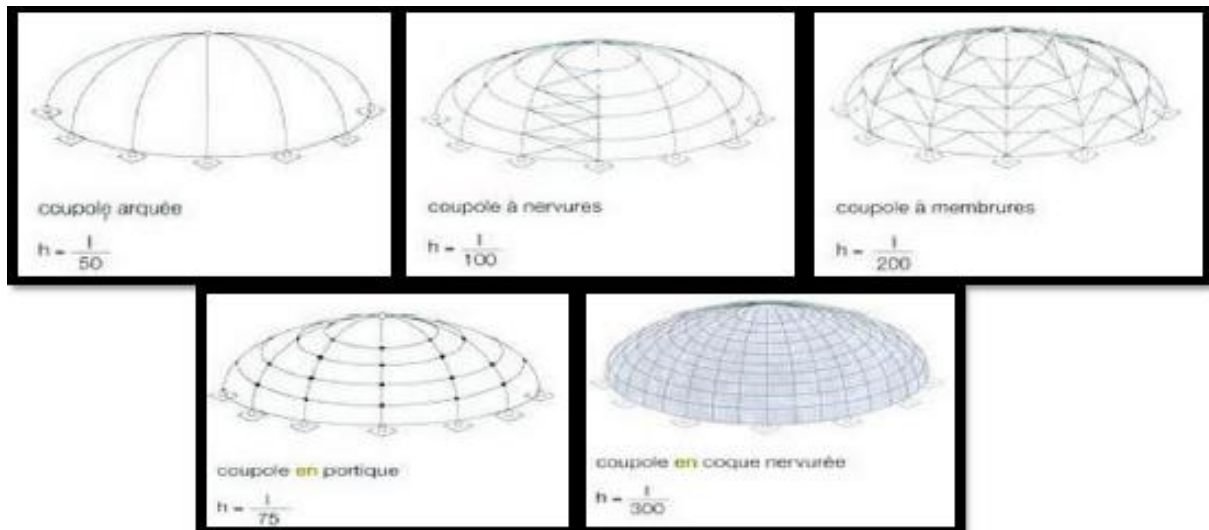 coupole arquée
h = l/50
coupole à nervures
h = l/100
coupole à membrures
h = l/200
coupole en portique
h = l/75
coupole en coque nervurée
h = l/300